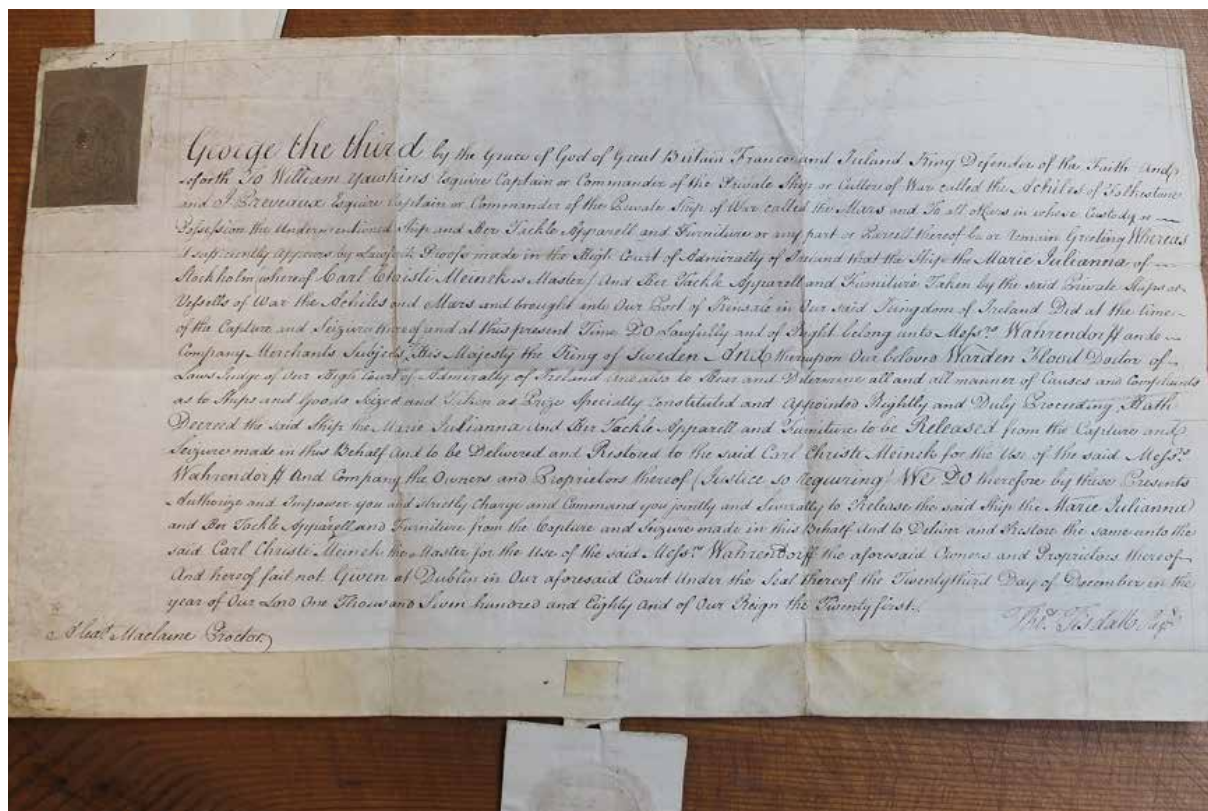 George the third by the Grace of God of Great Britain France and Ireland King Defender of the Faith And
soforth To William Yawkins Esquire Captain or Commander of the Private Ship or Cutter of War called the Achiles of Folkestone
and J Preveaux Esquire Captain or Commander of the Private Ship of War called the Mars and To all others in whose Custody or
Possession the Undermentioned Ship and Her Tackle Apparell and Furniture or any part or Parcell thereof be or Remain Greeting Whereas
it sufficiently appears by Lawfull Proofs made in the High Court of Admiralty of Ireland that the Ship the Marie Julianna of
Stockholm (whereof Carl Christi Meinck is Master) And Her Tackle Apparell and Furniture Taken by the said Private Ships or
Vessells of War the Achiles and Mars and brought into Our Port of Kinsale in Our said Kingdom of Ireland Did at the time
of the Capture and Seizure thereof and at this present Time Do Lawfully and of Right belong unto Messrs Wahrendorff and
Company Merchants Subjects of His Majesty the King of Sweden And thereupon Our beloved Warden Flood Doctor of
Laws Judge of Our High Court of Admiralty of Ireland and also to Hear and Determine all and all manner of Causes and Complaints
as to Ships and Goods Seized and Taken as Prize Specially Constituted and Appointed Rightly and Duly Proceeding Hath
Decreed the said Ship the Marie Julianna And Her Tackle Apparell and Furniture to be Released from the Capture and
Seizure made in this Behalf And to be Delivered and Restored to the said Carl Christi Meinck for the Use of the said Messrs
Wahrendorff And Company the Owners and Proprietors thereof (Justice so Requiring) WE DO therefore by these Presents
Authorize and Impower you and strictly Charge and Command you jointly and Severally to Release the said Ship the Marie Julianna
and Her Tackle Apparell and Furniture from the Capture and Seizure made in this Behalf And to Deliver and Restore the same unto the
said Carl Christi Meinck the Master for the Use of the said Messrs Wahrendorff the aforesaid Owners and Proprietors thereof
And hereof fail not Given at Dublin in Our aforesaid Court Under the Seal thereof the Twentythird Day of December in the
year of Our Lord One Thousand Seven hundred and Eighty And of Our Reign the Twenty first.
Thos Tisdall
Alexr Maclaine Proctor